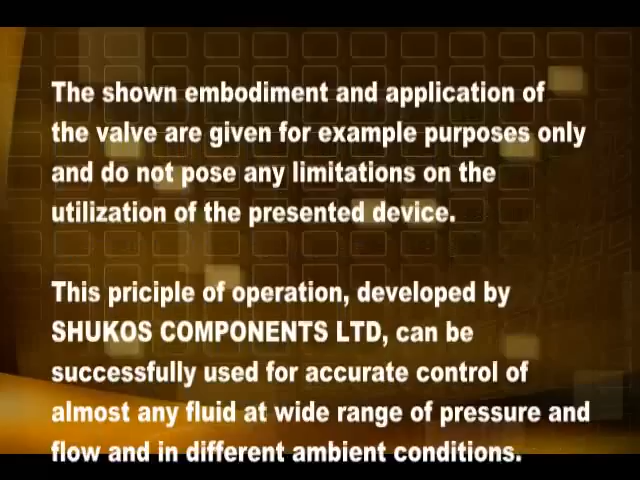 The shown embodiment and application of
the valve are given for example purposes only
and do not pose any limitations on the
utilization of the presented device.
This priciple of operation, developed by
SHUKOS COMPONENTS LTD, can be
successfully used for accurate control of
almost any fluid at wide range of pressure and
flow and in different ambient conditions.